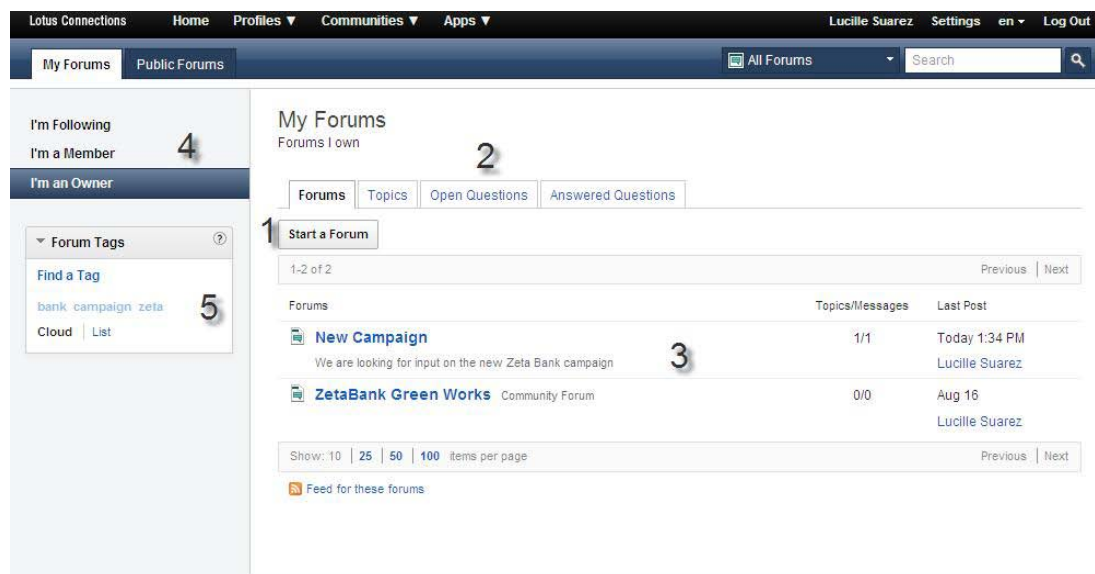 Lotus Connections Home Profiles ▼ Communities ▼ Apps ▼ Lucille Suarez Settings en ▾ Log Out
My Forums Public Forums All Forums Search
I'm Following
I'm a Member
4
I'm an Owner
Forum Tags ?
Find a Tag
bank campaign zeta
5
Cloud | List
My Forums
Forums I own
2
Forums Topics Open Questions Answered Questions
1 Start a Forum
1-2 of 2 Previous | Next
Forums Topics/Messages Last Post
New Campaign 1/1 Today 1:34 PM
We are looking for input on the new Zeta Bank campaign 3 Lucille Suarez
ZetaBank Green Works Community Forum 0/0 Aug 16
Lucille Suarez
Show: 10 | 25 | 50 | 100 items per page Previous | Next
Feed for these forums